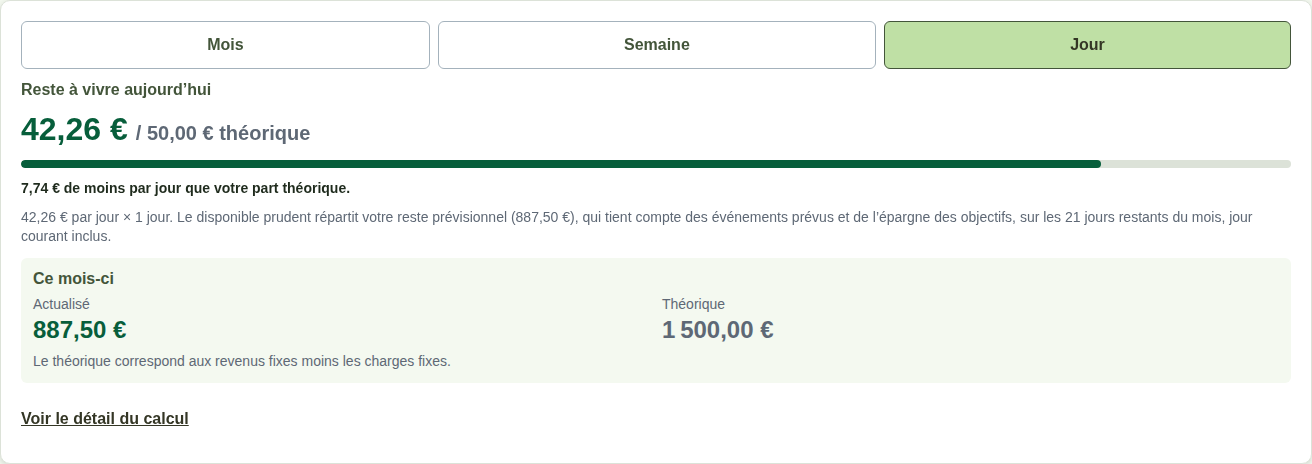 Mois
Semaine
Jour
Reste à vivre aujourd’hui
42,26 € / 50,00 € théorique
7,74 € de moins par jour que votre part théorique.
42,26 € par jour × 1 jour. Le disponible prudent répartit votre reste prévisionnel (887,50 €), qui tient compte des événements prévus et de l’épargne des objectifs, sur les 21 jours restants du mois, jour
courant inclus.
Ce mois-ci
Actualisé
887,50 €
Théorique
1 500,00 €
Le théorique correspond aux revenus fixes moins les charges fixes.
Voir le détail du calcul